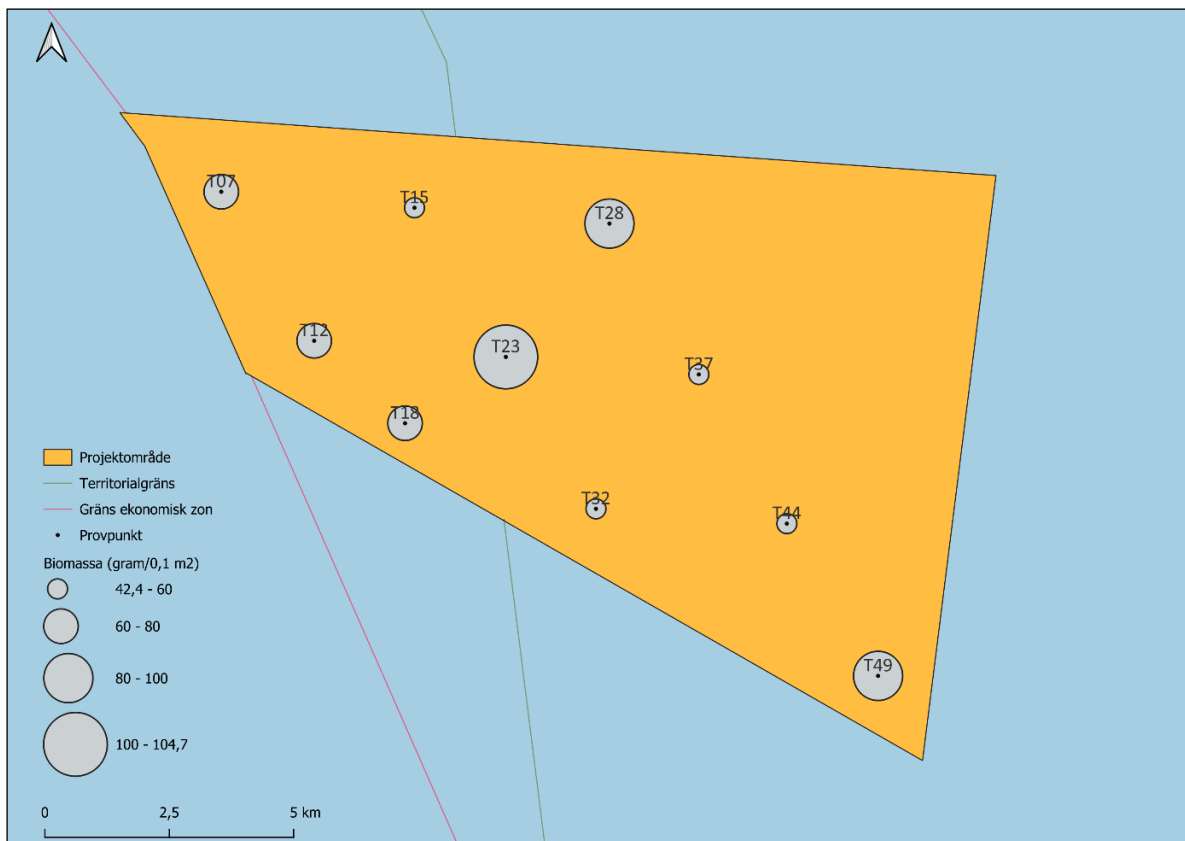 T07
T15
T28
T12
T23
T37
T18
T32
T44
T49
Projektområde
Territorialgräns
Gräns ekonomisk zon
Provpunkt
Biomassa (gram/0,1 m2)
42,4 - 60
60 - 80
80 - 100
100 - 104,7
0 2,5 5 km